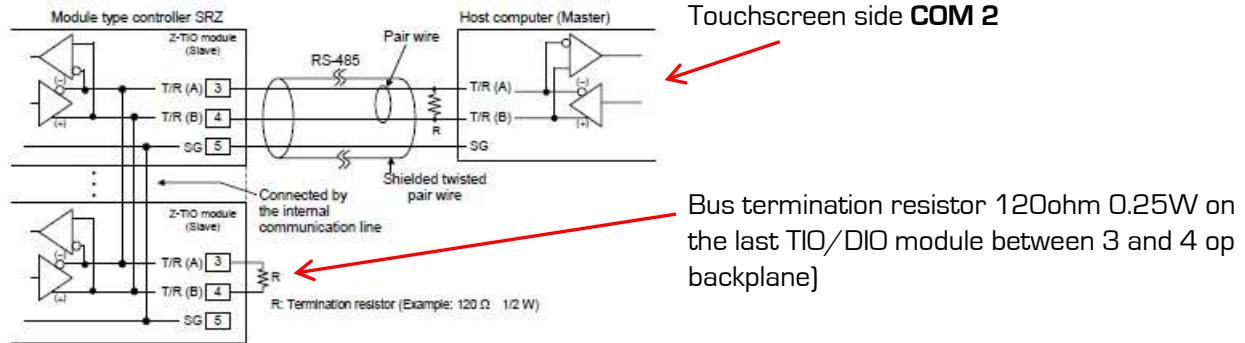 Module type controller SRZ
Host computer (Master)
Touchscreen side COM 2
Z-TIO module
(Slave)
Pair wire
RS-485
(-)
T/R (A) 3
T/R (A)
(-)
(+)
T/R (B) 4
R
T/R (B)
(+)
SG 5
SG
Shielded twisted
pair wire
Connected by
the internal
communication line
Z-TIO module
(Slave)
(-)
T/R (A) 3
R
(+)
T/R (B) 4
R: Termination resistor (Example: 120 Ω 1/2 W)
SG 5
Bus termination resistor 120ohm 0.25W on
the last TIO/DIO module between 3 and 4 op
backplane)